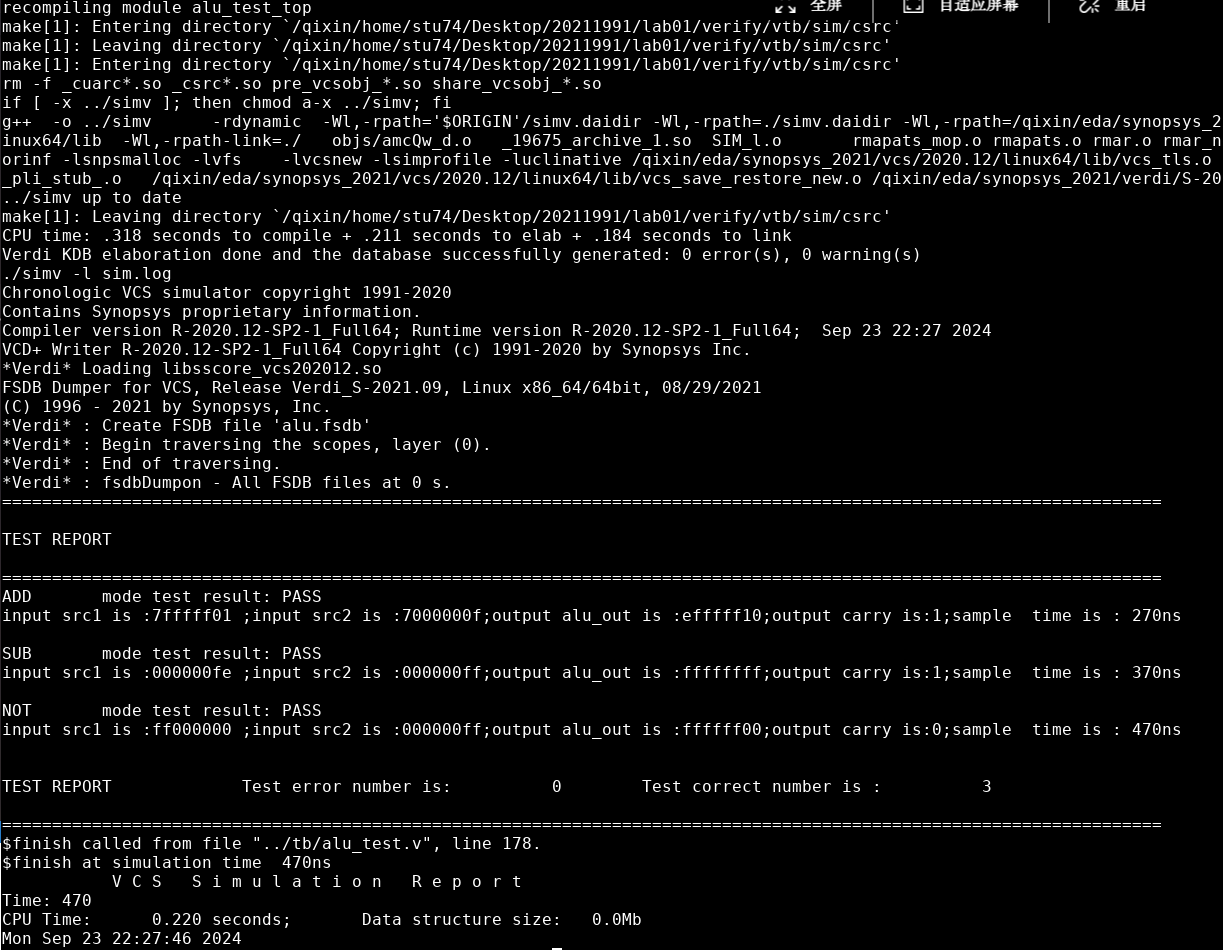 recompiling module alu_test_top
全屏
自适应屏幕
重启
make[1]: Entering directory `/qixin/home/stu74/Desktop/20211991/lab01/verify/vtb/sim/csrc'
make[1]: Leaving directory `/qixin/home/stu74/Desktop/20211991/lab01/verify/vtb/sim/csrc'
make[1]: Entering directory `/qixin/home/stu74/Desktop/20211991/lab01/verify/vtb/sim/csrc'
rm -f _cuarc*.so _csrc*.so pre_vcsobj_*.so share_vcsobj_*.so
if [ -x ../simv ]; then chmod a-x ../simv; fi
g++  -o ../simv      -rdynamic  -Wl,-rpath='$ORIGIN'/simv.daidir -Wl,-rpath=./simv.daidir -Wl,-rpath=/qixin/eda/synopsys_2
inux64/lib  -Wl,-rpath-link=./   objs/amcQw_d.o   _19675_archive_1.so  SIM_l.o       rmapats_mop.o rmapats.o rmar.o rmar_n
orinf -lsnpsmalloc -lvfs    -lvcsnew -lsimprofile -luclinative /qixin/eda/synopsys_2021/vcs/2020.12/linux64/lib/vcs_tls.o
_pli_stub_.o   /qixin/eda/synopsys_2021/vcs/2020.12/linux64/lib/vcs_save_restore_new.o /qixin/eda/synopsys_2021/verdi/S-20
../simv up to date
make[1]: Leaving directory `/qixin/home/stu74/Desktop/20211991/lab01/verify/vtb/sim/csrc'
CPU time: .318 seconds to compile + .211 seconds to elab + .184 seconds to link
Verdi KDB elaboration done and the database successfully generated: 0 error(s), 0 warning(s)
./simv -l sim.log
Chronologic VCS simulator copyright 1991-2020
Contains Synopsys proprietary information.
Compiler version R-2020.12-SP2-1_Full64; Runtime version R-2020.12-SP2-1_Full64;  Sep 23 22:27 2024
VCD+ Writer R-2020.12-SP2-1_Full64 Copyright (c) 1991-2020 by Synopsys Inc.
*Verdi* Loading libsscore_vcs202012.so
FSDB Dumper for VCS, Release Verdi_S-2021.09, Linux x86_64/64bit, 08/29/2021
(C) 1996 - 2021 by Synopsys, Inc.
*Verdi* : Create FSDB file 'alu.fsdb'
*Verdi* : Begin traversing the scopes, layer (0).
*Verdi* : End of traversing.
*Verdi* : fsdbDumpon - All FSDB files at 0 s.
====================================================================================================================
TEST REPORT
====================================================================================================================
ADD       mode test result: PASS
input src1 is :7fffff01 ;input src2 is :7000000f;output alu_out is :efffff10;output carry is:1;sample  time is : 270ns
SUB       mode test result: PASS
input src1 is :000000fe ;input src2 is :000000ff;output alu_out is :ffffffff;output carry is:1;sample  time is : 370ns
NOT       mode test result: PASS
input src1 is :ff000000 ;input src2 is :000000ff;output alu_out is :ffffff00;output carry is:0;sample  time is : 470ns
TEST REPORT             Test error number is:          0        Test correct number is :          3
====================================================================================================================
$finish called from file "../tb/alu_test.v", line 178.
$finish at simulation time  470ns
V C S   S i m u l a t i o n   R e p o r t
Time: 470
CPU Time:      0.220 seconds;       Data structure size:   0.0Mb
Mon Sep 23 22:27:46 2024